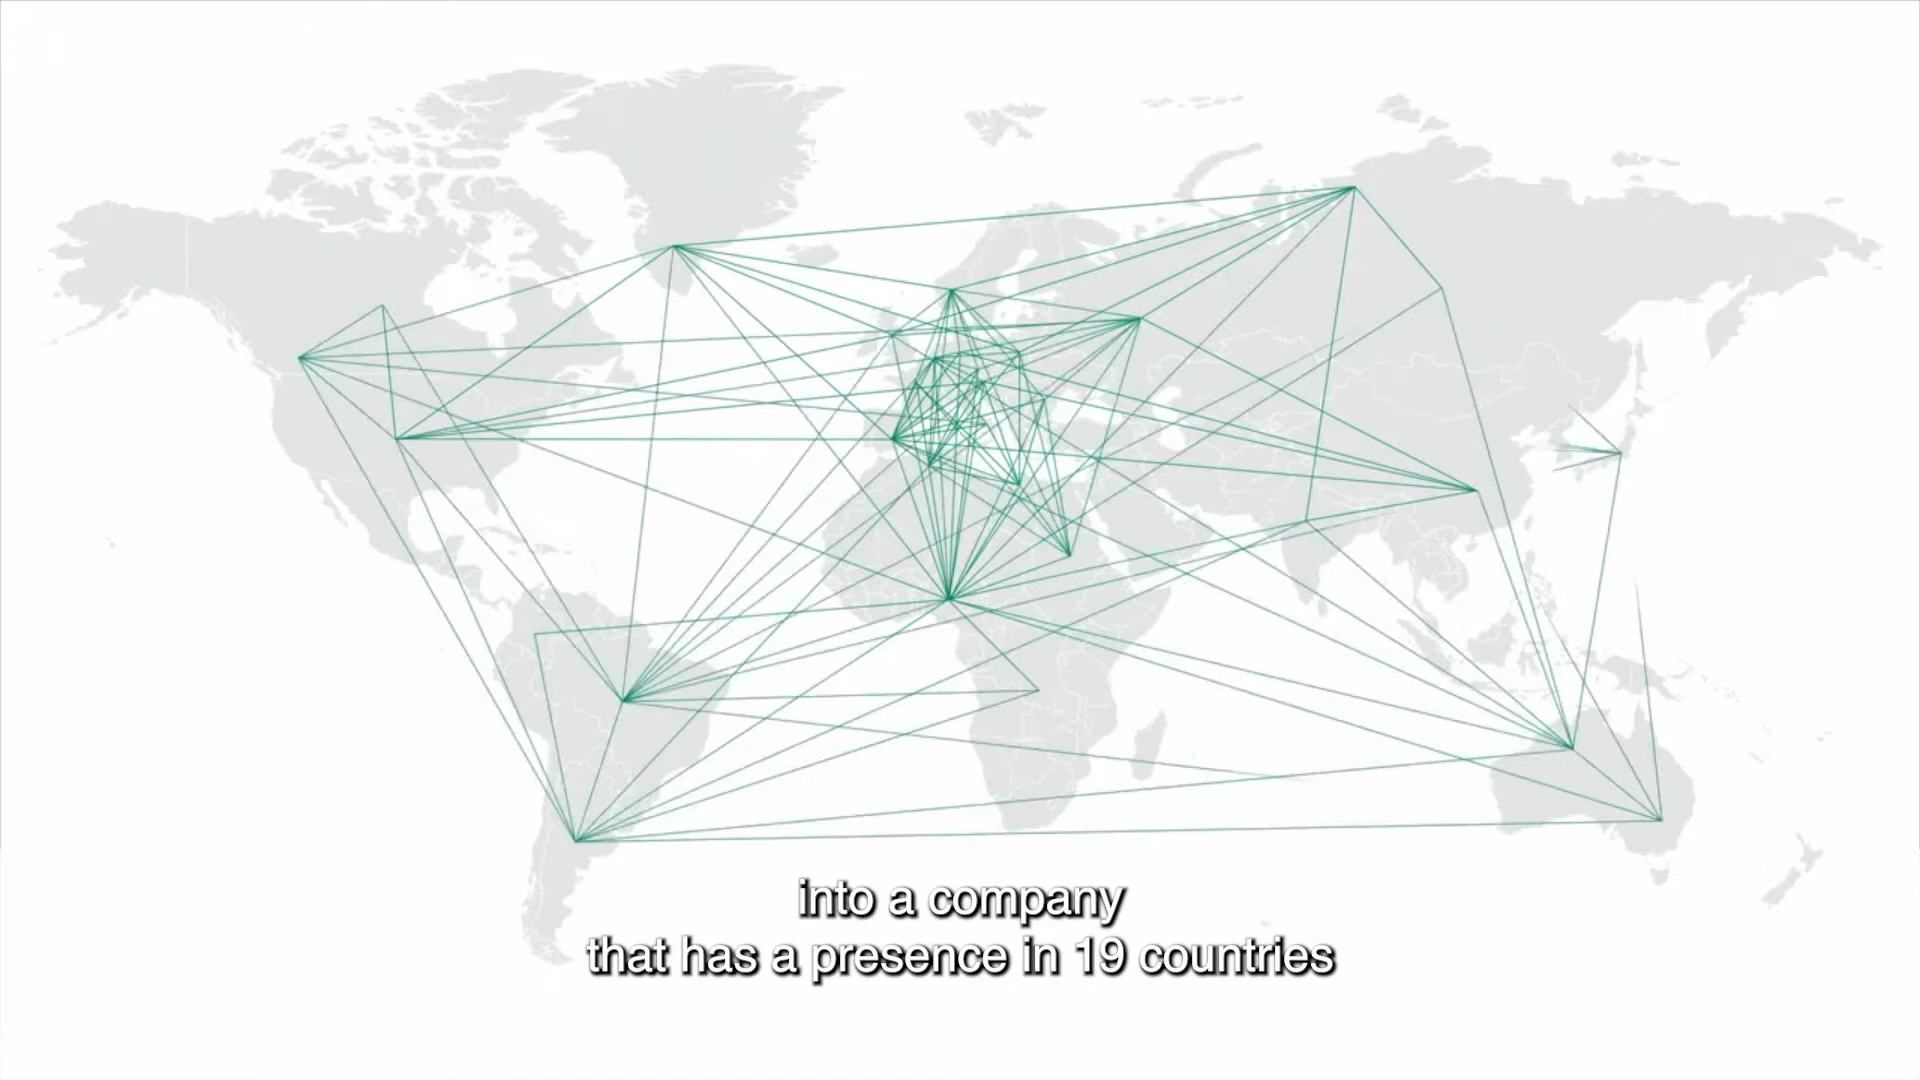 into a company
that has a presence in 19 countries